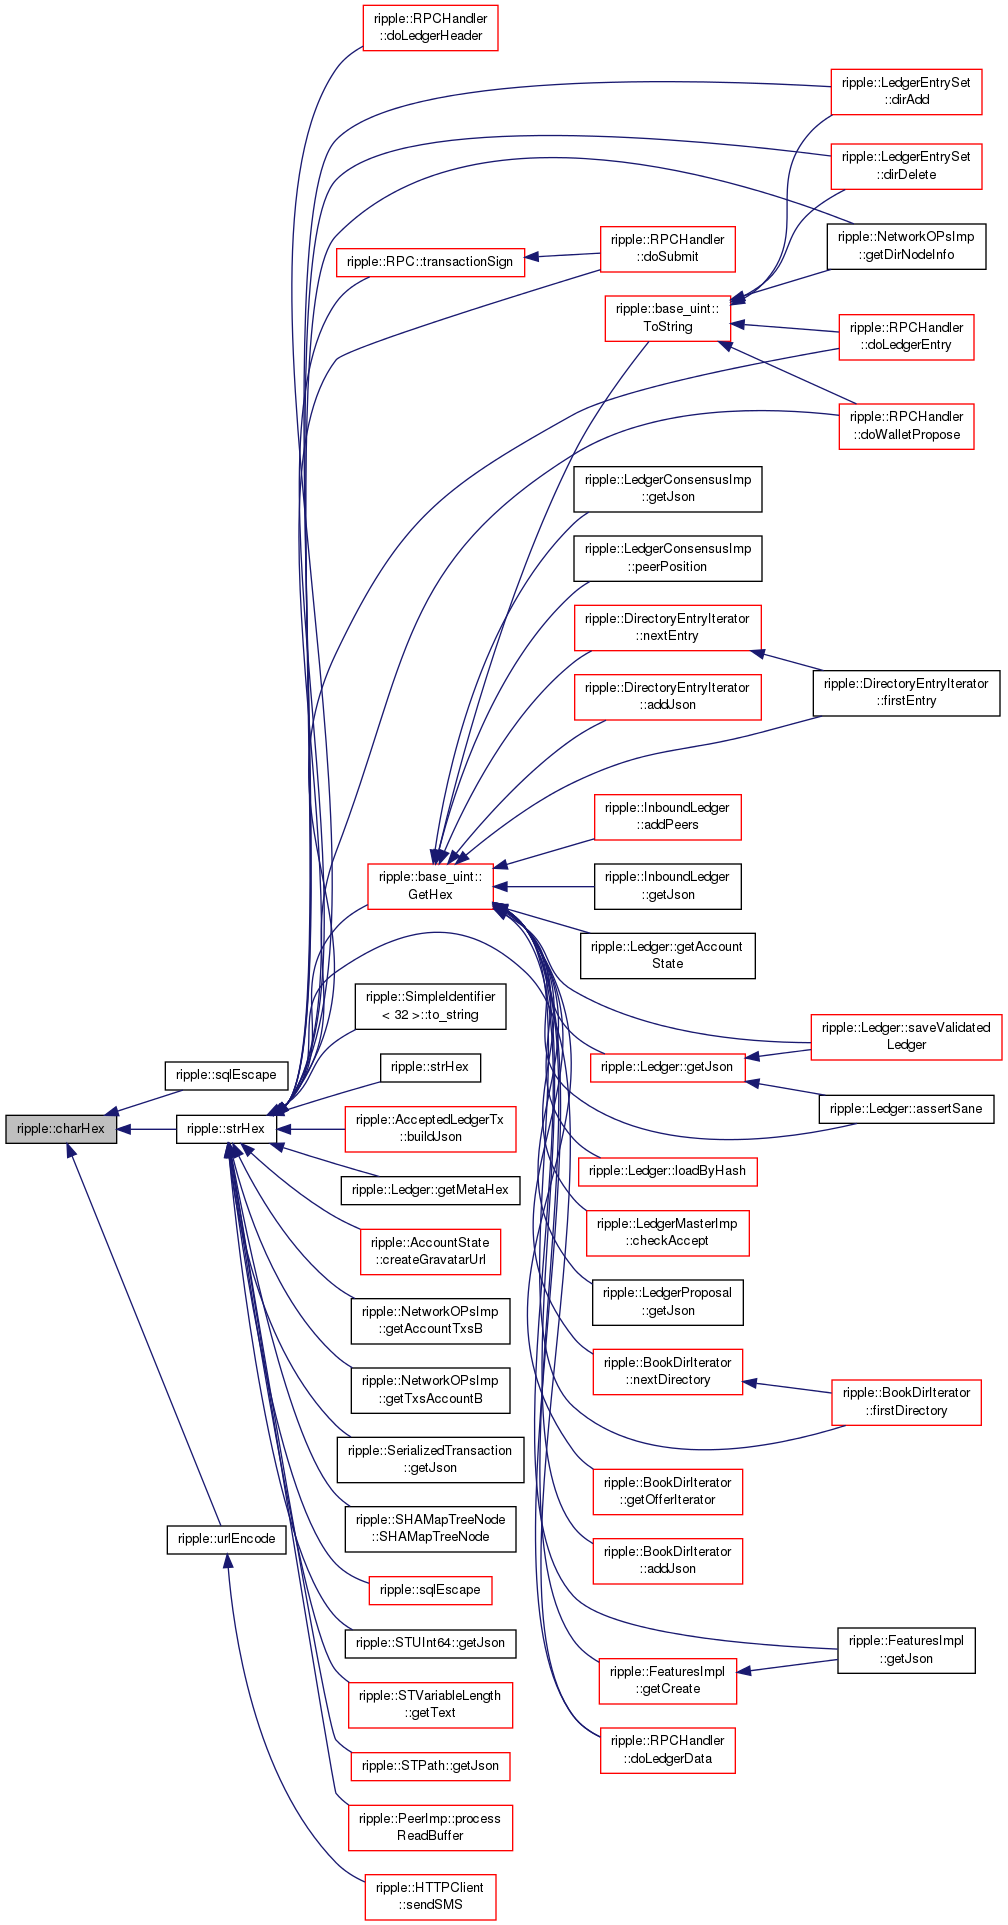 ripple::RPCHandler
::doLedgerHeader
ripple::LedgerEntrySet
::dirAdd
ripple::LedgerEntrySet
::dirDelete
ripple::NetworkOPsImp
::getDirNodeInfo
ripple::RPC::transactionSign
ripple::RPCHandler
::doSubmit
ripple::base_uint::
ToString
ripple::RPCHandler
::doLedgerEntry
ripple::RPCHandler
::doWalletPropose
ripple::LedgerConsensusImp
::getJson
ripple::LedgerConsensusImp
::peerPosition
ripple::DirectoryEntryIterator
::nextEntry
ripple::DirectoryEntryIterator
::addJson
ripple::DirectoryEntryIterator
::firstEntry
ripple::InboundLedger
::addPeers
ripple::base_uint::
GetHex
ripple::InboundLedger
::getJson
ripple::Ledger::getAccount
State
ripple::SimpleIdentifier
< 32 >::to_string
ripple::Ledger::saveValidated
Ledger
ripple::strHex
ripple::Ledger::getJson
ripple::sqlEscape
ripple::Ledger::assertSane
ripple::charHex
ripple::strHex
ripple::AcceptedLedgerTx
::buildJson
ripple::Ledger::loadByHash
ripple::Ledger::getMetaHex
ripple::LedgerMasterImp
::checkAccept
ripple::AccountState
::createGravatarUrl
ripple::LedgerProposal
::getJson
ripple::NetworkOPsImp
::getAccountTxsB
ripple::BookDirIterator
::nextDirectory
ripple::NetworkOPsImp
::getTxsAccountB
ripple::BookDirIterator
::firstDirectory
ripple::SerializedTransaction
::getJson
ripple::BookDirIterator
::getOfferIterator
ripple::SHAMapTreeNode
::SHAMapTreeNode
ripple::urlEncode
ripple::BookDirIterator
::addJson
ripple::sqlEscape
ripple::STUInt64::getJson
ripple::FeaturesImpl
::getJson
ripple::FeaturesImpl
::getCreate
ripple::STVariableLength
::getText
ripple::RPCHandler
::doLedgerData
ripple::STPath::getJson
ripple::PeerImp::process
ReadBuffer
ripple::HTTPClient
::sendSMS